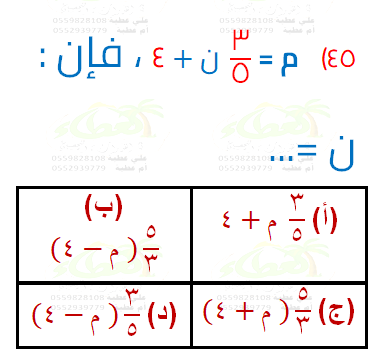 ٤٥) م = ٣/٥ ن + ٤ ، فإن :
ن = ...
(أ) ٣/٥ م + ٤
(ب) ٥/٣ (م − ٤)
(ج) ٥/٣ (م + ٤)
(د) ٣/٥ (م − ٤)